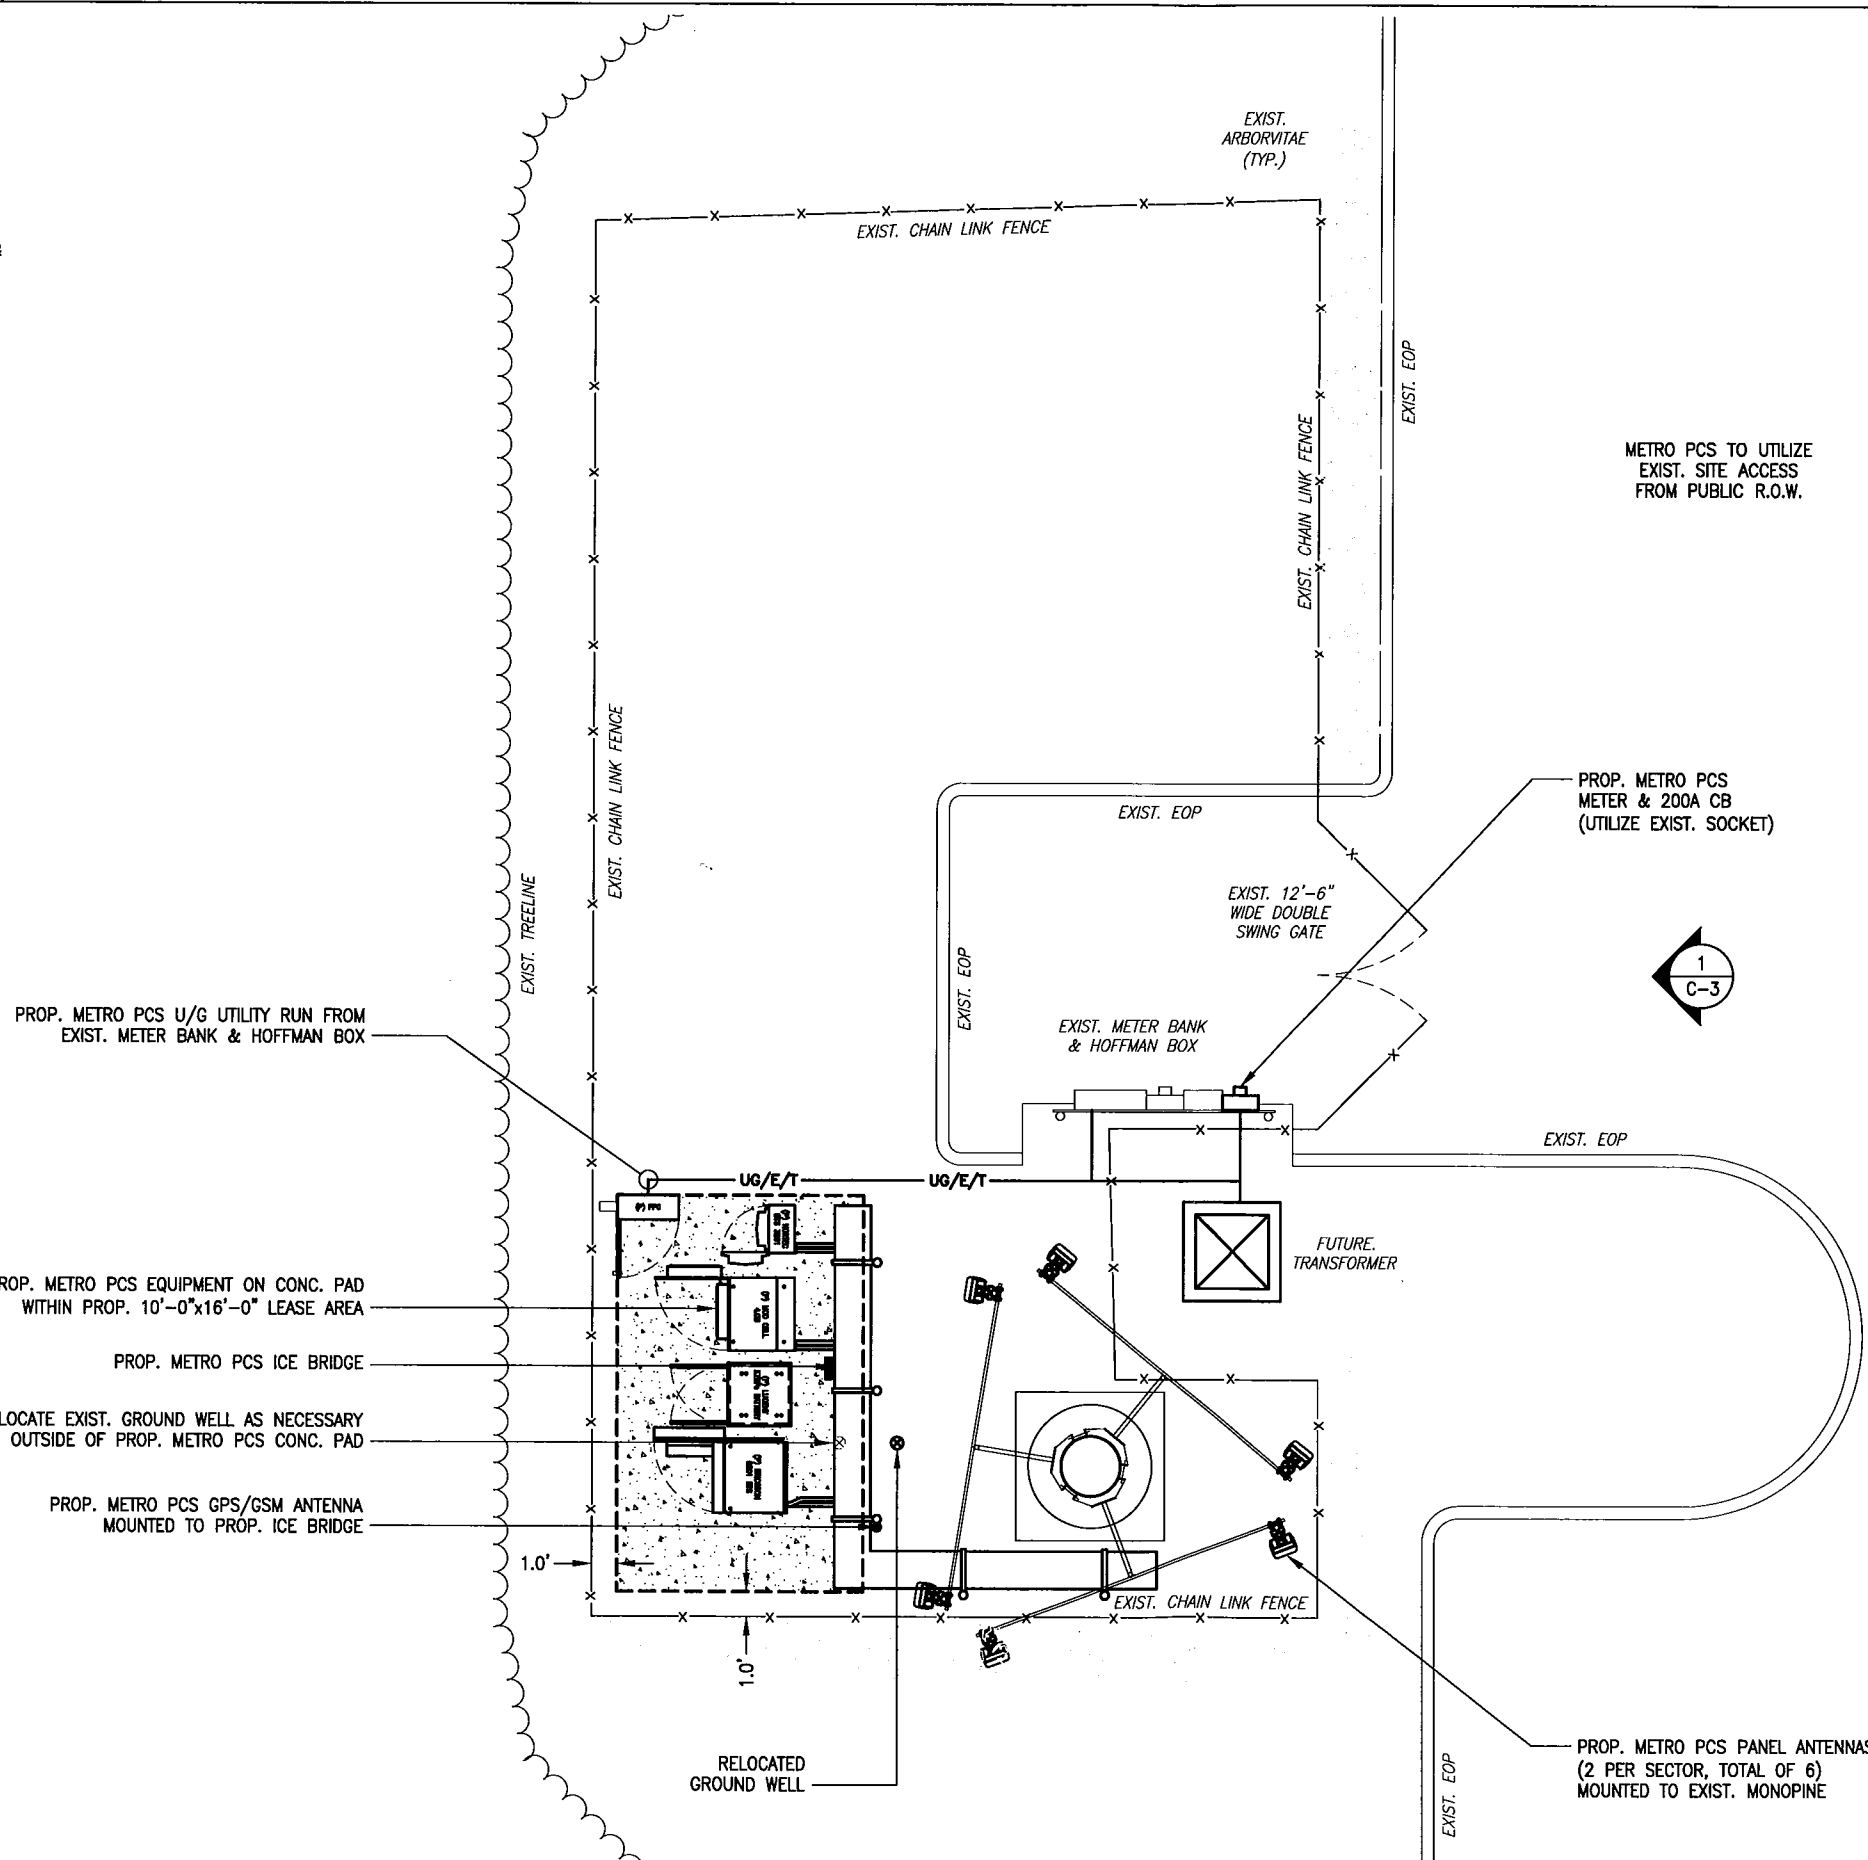 EXIST.
ARBORVITAE
(TYP.)
EXIST. CHAIN LINK FENCE
EXIST. EOP
EXIST. CHAIN LINK FENCE
METRO PCS TO UTILIZE
EXIST. SITE ACCESS
FROM PUBLIC R.O.W.
EXIST. CHAIN LINK FENCE
PROP. METRO PCS
METER & 200A CB
(UTILIZE EXIST. SOCKET)
EXIST. EOP
EXIST. TREELINE
EXIST. 12'-6"
WIDE DOUBLE
SWING GATE
EXIST. EOP
1
C-3
PROP. METRO PCS U/G UTILITY RUN FROM
EXIST. METER BANK & HOFFMAN BOX
EXIST. METER BANK
& HOFFMAN BOX
EXIST. EOP
UG/E/T
UG/E/T
(P) PPC
FUTURE.
TRANSFORMER
PROP. METRO PCS EQUIPMENT ON CONC. PAD
WITHIN PROP. 10'-0"x16'-0" LEASE AREA
(P) MOD CELL
PROP. METRO PCS ICE BRIDGE
LOCATE EXIST. GROUND WELL AS NECESSARY
OUTSIDE OF PROP. METRO PCS CONC. PAD
PROP. METRO PCS GPS/GSM ANTENNA
MOUNTED TO PROP. ICE BRIDGE
1.0'
EXIST. CHAIN LINK FENCE
1.0'
RELOCATED
GROUND WELL
PROP. METRO PCS PANEL ANTENNAS
(2 PER SECTOR, TOTAL OF 6)
MOUNTED TO EXIST. MONOPINE
EXIST. EOP